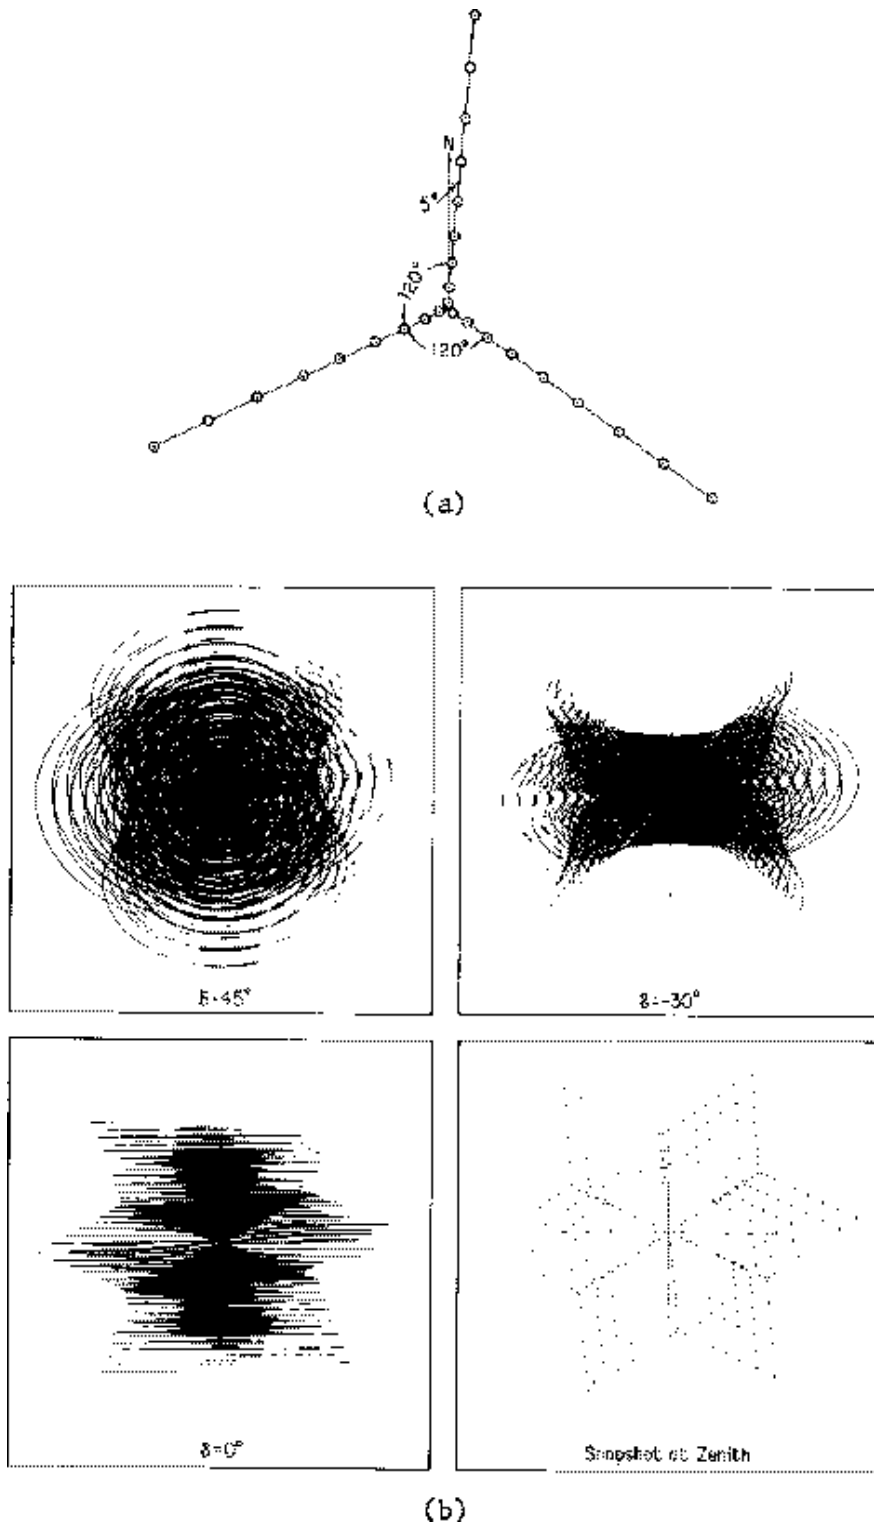 N
5°
120°
120°
(a)
δ=45°
δ=-30°
δ=0°
Snapshot at Zenith
(b)